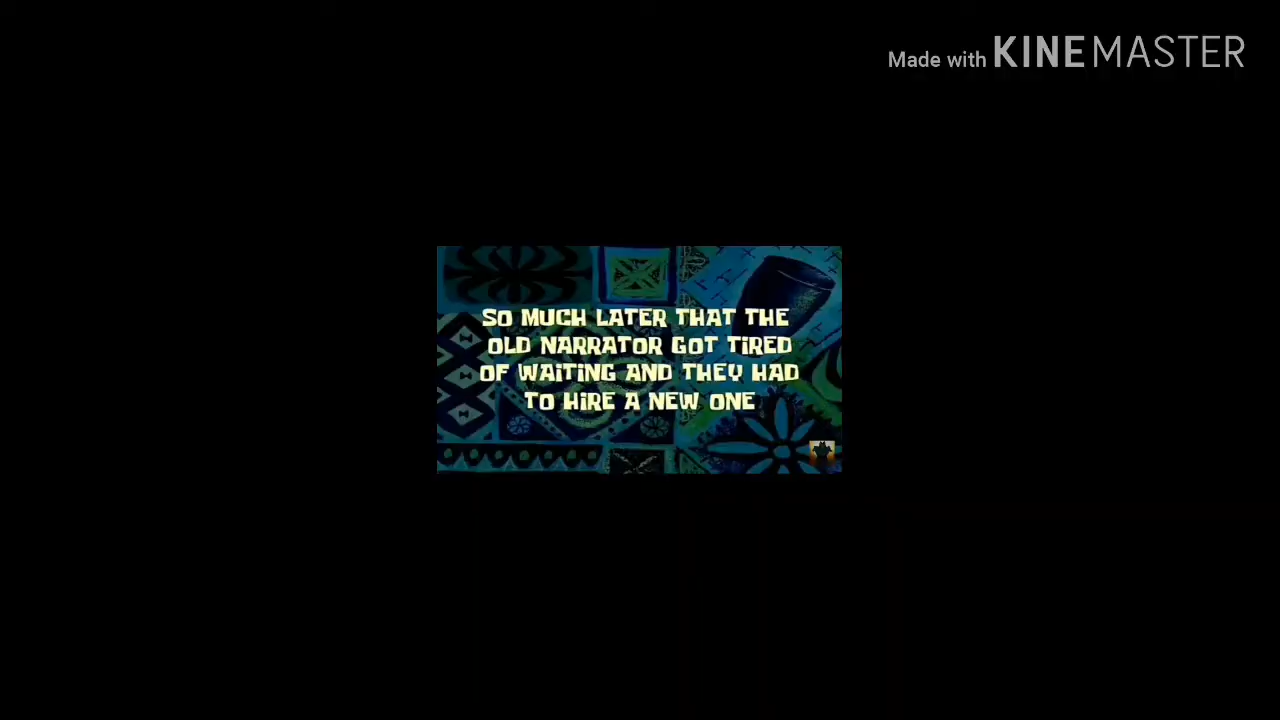 Made with KINEMASTER
SO MUCH LATER THAT THE
OLD NARRATOR GOT TIRED
OF WAITING AND THEY HAD
TO HIRE A NEW ONE